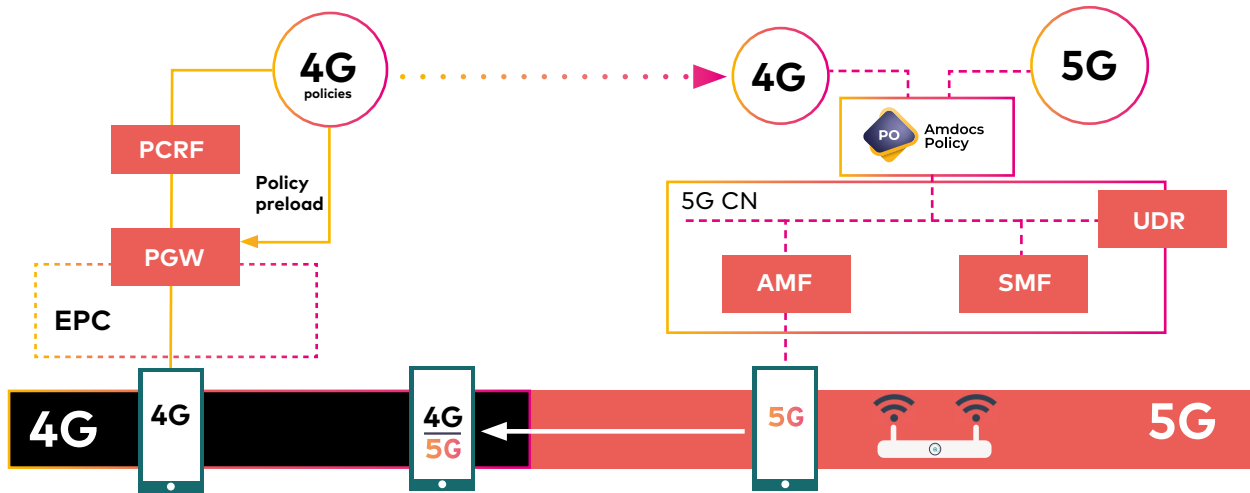 4G
policies
PCRF
Policy
preload
PGW
EPC
4G
5G
PO
Amdocs
Policy
5G CN
UDR
AMF
SMF
4G
4G
4G
5G
5G
5G